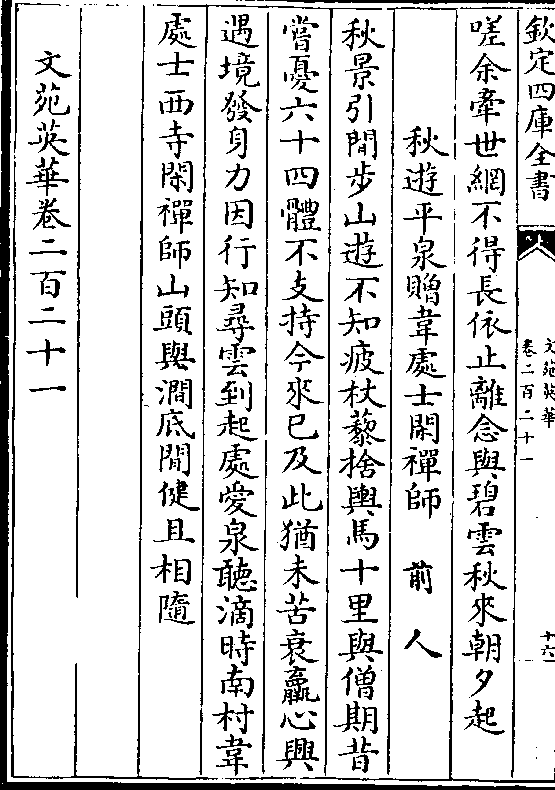 欽定四庫全書
文苑英華
卷二百二十一
十六
嗟余牽世網不得長依止離念與碧雲秋來朝夕起
秋遊平泉贈韋處士閑禪師　前人
秋景引閒步山遊不知疲杖藜捨輿馬十里與僧期昔
嘗憂六十四體不支持今來已及此猶未苦衰羸心興
遇境發身力因行知尋雲到起處愛泉聽滴時南村韋
處士西寺閑禪師山頭與澗底閒健且相隨
文苑英華卷二百二十一